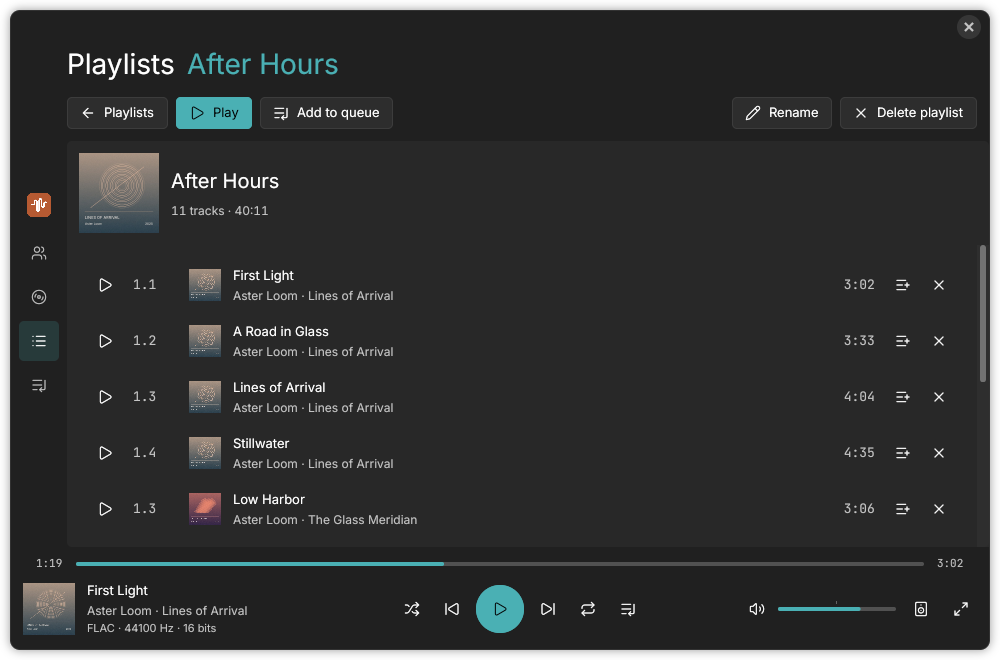 Playlists After Hours
Playlists
Play
Add to queue
Rename
Delete playlist
LINES OF ARRIVAL
After Hours
11 tracks · 40:11
1.1
First Light
Aster Loom · Lines of Arrival
3:02
1.2
A Road in Glass
Aster Loom · Lines of Arrival
3:33
1.3
Lines of Arrival
Aster Loom · Lines of Arrival
4:04
1.4
Stillwater
Aster Loom · Lines of Arrival
4:35
1.3
Low Harbor
Aster Loom · The Glass Meridian
3:06
1:19
3:02
First Light
Aster Loom · Lines of Arrival
FLAC · 44100 Hz · 16 bits